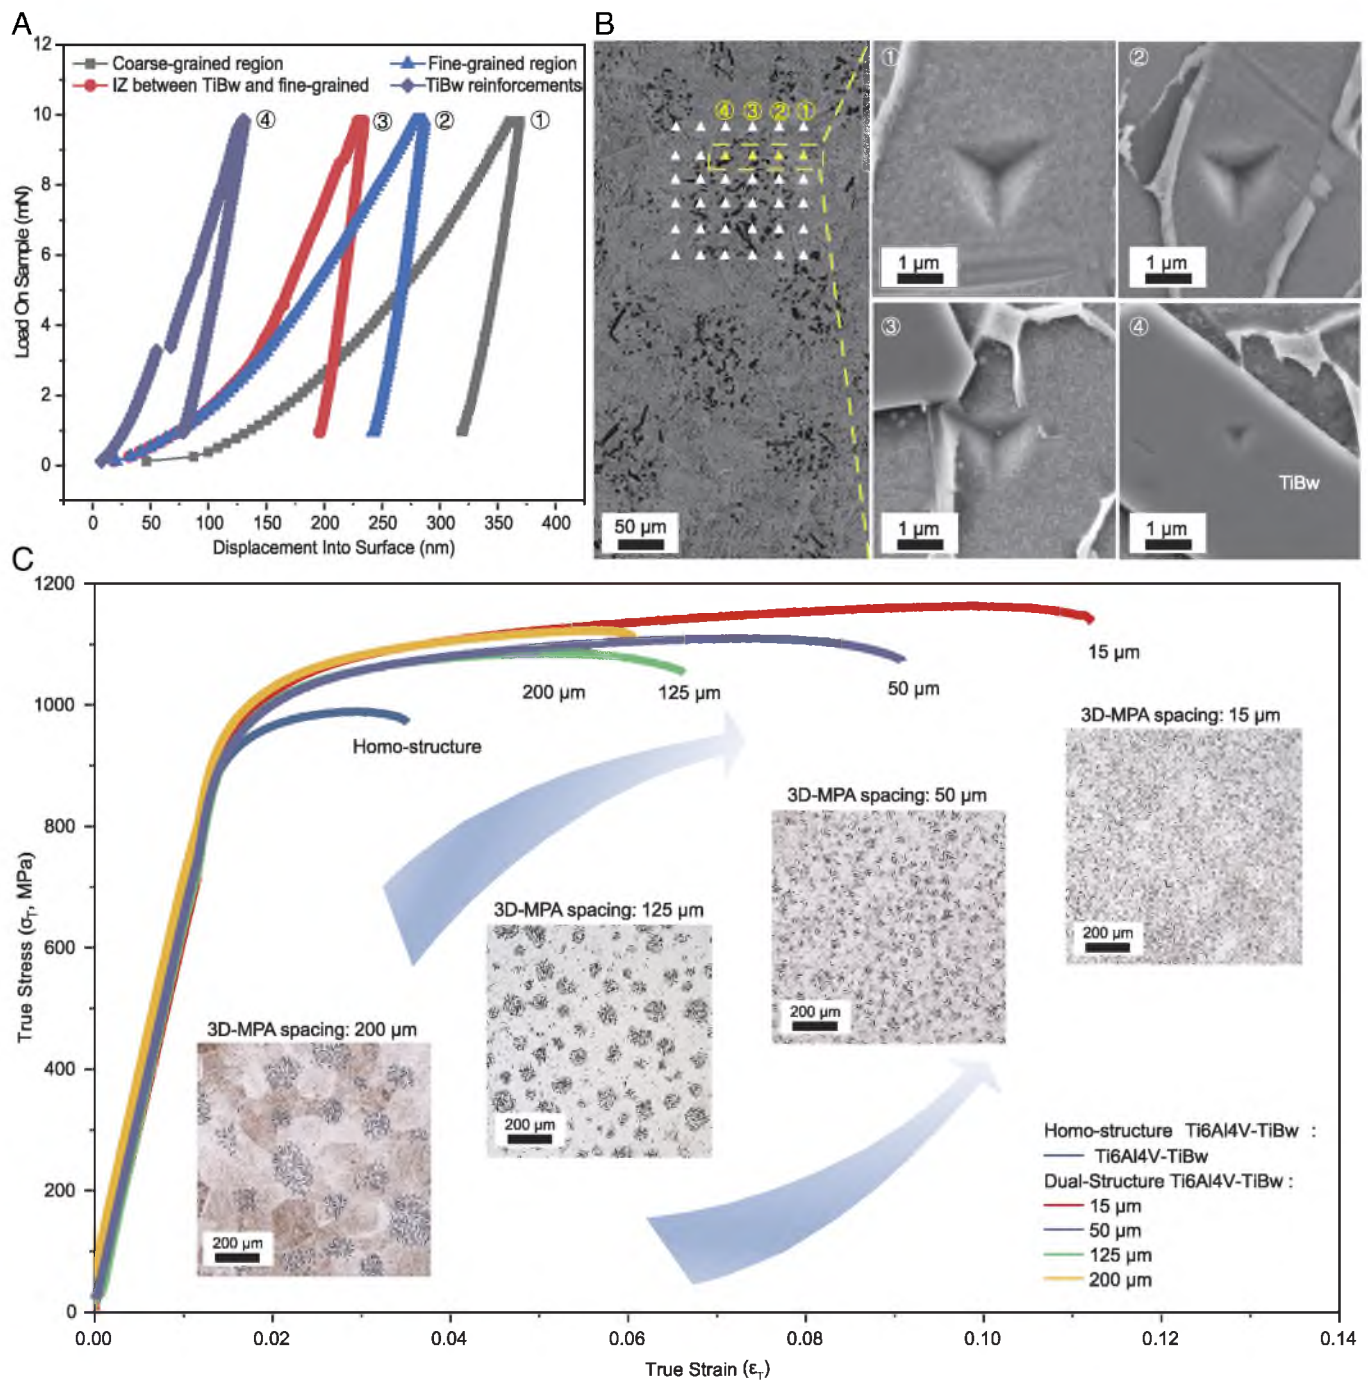 A
12
10
8
6
4
2
0
Load On Sample (mN)
Coarse-grained region
Fine-grained region
IZ between TiBw and fine-grained
TiBw reinforcements
④
③
②
①
0 50 100 150 200 250 300 350 400
Displacement Into Surface (nm)
B
④ ③ ② ①
50 μm
①
1 μm
②
1 μm
③
1 μm
④
TiBw
1 μm
C
1200
1000
800
600
400
200
0
True Stress (σT, MPa)
15 μm
200 μm
125 μm
50 μm
Homo-structure
3D-MPA spacing: 15 μm
200 μm
3D-MPA spacing: 50 μm
200 μm
3D-MPA spacing: 125 μm
200 μm
3D-MPA spacing: 200 μm
200 μm
Homo-structure Ti6Al4V-TiBw :
Ti6Al4V-TiBw
Dual-Structure Ti6Al4V-TiBw :
15 μm
50 μm
125 μm
200 μm
0.00 0.02 0.04 0.06 0.08 0.10 0.12 0.14
True Strain (εT)